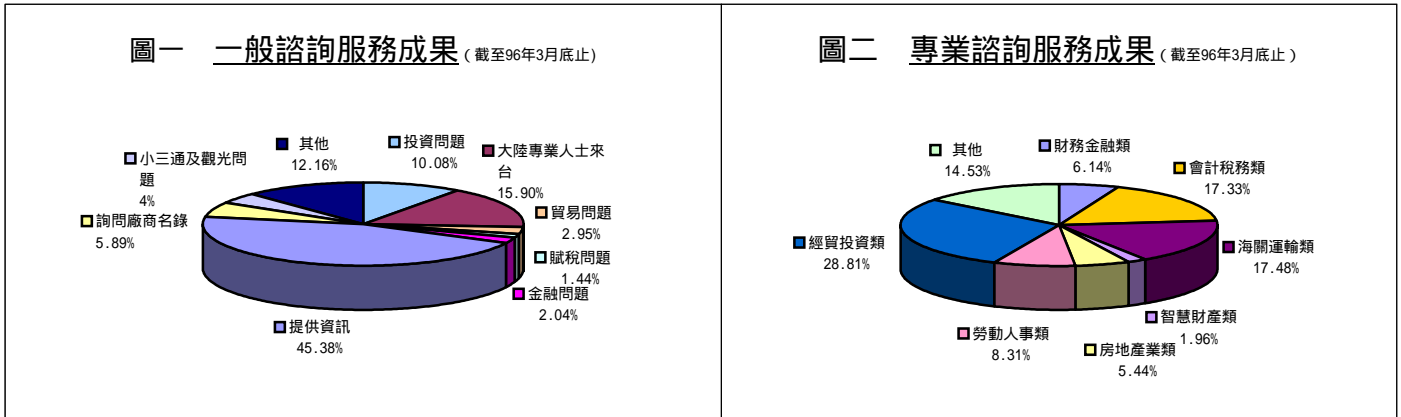 圖一 一般諮詢服務成果(截至96年3月底止)
其他
12.16%
投資問題
10.08%
大陸專業人士來
台
15.90%
貿易問題
2.95%
賦稅問題
1.44%
金融問題
2.04%
提供資訊
45.38%
詢問廠商名錄
5.89%
小三通及觀光問
題
4%
圖二 專業諮詢服務成果(截至96年3月底止)
其他
14.53%
財務金融類
6.14%
會計稅務類
17.33%
海關運輸類
17.48%
智慧財產類
1.96%
房地產業類
5.44%
勞動人事類
8.31%
經貿投資類
28.81%